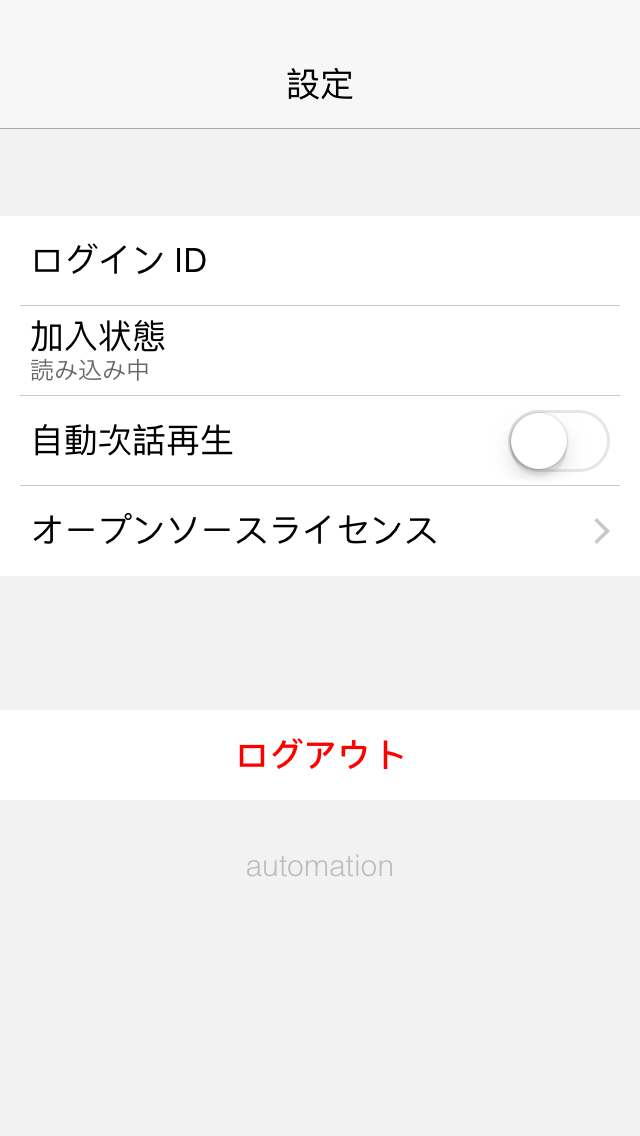 設定
ログイン ID
加入状態
読み込み中
自動次話再生
オープンソースライセンス
ログアウト
automation